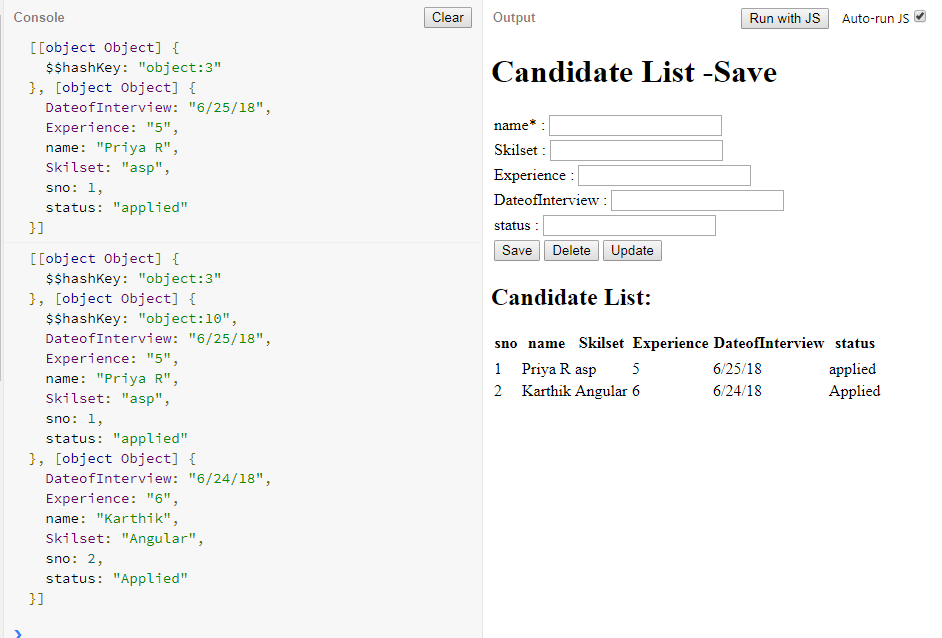 Console
Clear
[[object Object] {
  $$hashKey: "object:3"
}, [object Object] {
  DateofInterview: "6/25/18",
  Experience: "5",
  name: "Priya R",
  Skilset: "asp",
  sno: 1,
  status: "applied"
}]
[[object Object] {
  $$hashKey: "object:3"
}, [object Object] {
  $$hashKey: "object:10",
  DateofInterview: "6/25/18",
  Experience: "5",
  name: "Priya R",
  Skilset: "asp",
  sno: 1,
  status: "applied"
}, [object Object] {
  DateofInterview: "6/24/18",
  Experience: "6",
  name: "Karthik",
  Skilset: "Angular",
  sno: 2,
  status: "Applied"
}]
Output
Run with JS Auto-run JS
Candidate List -Save
name* :
Skilset :
Experience :
DateofInterview :
status :
Save Delete Update
Candidate List:
sno name Skilset Experience DateofInterview status
1 Priya R asp 5 6/25/18 applied
2 Karthik Angular 6 6/24/18 Applied